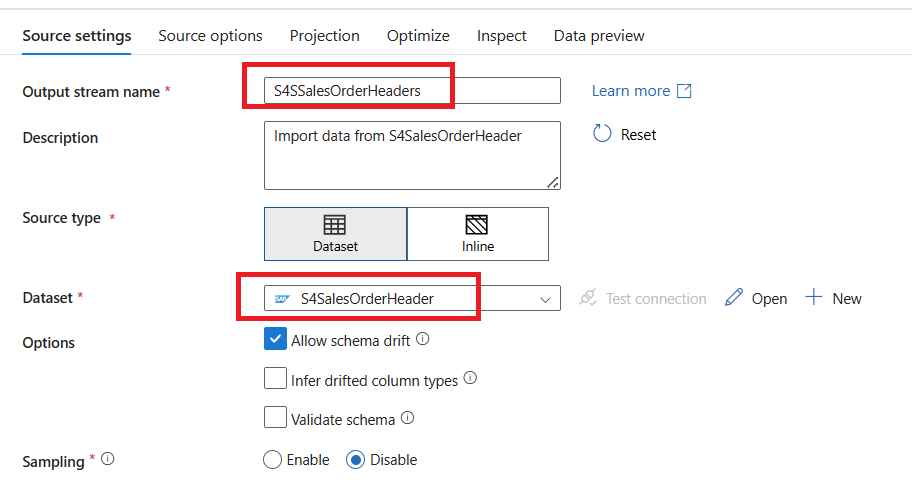 Source settings Source options Projection Optimize Inspect Data preview
Output stream name * S4SSalesOrderHeaders Learn more
Description Import data from S4SalesOrderHeader Reset
Source type * Dataset Inline
Dataset * SAP S4SalesOrderHeader Test connection Open New
Options Allow schema drift
Infer drifted column types
Validate schema
Sampling * Enable Disable